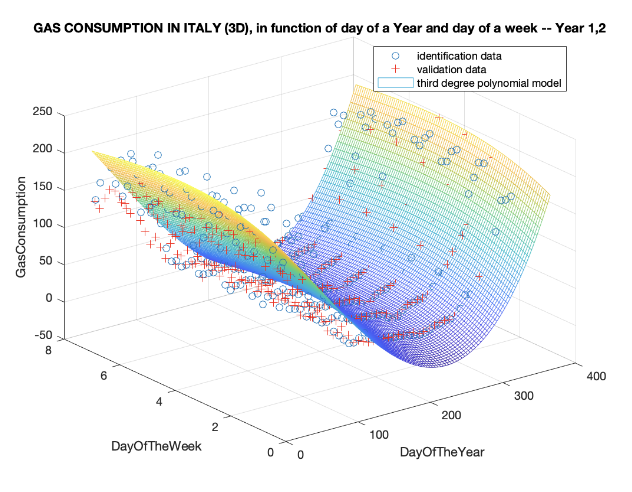 GAS CONSUMPTION IN ITALY (3D), in function of day of a Year and day of a week -- Year 1,2
identification data
validation data
third degree polynomial model
250
200
150
100
50
0
-50
GasConsumption
8
6
4
2
0
DayOfTheWeek
0
100
200
300
400
DayOfTheYear